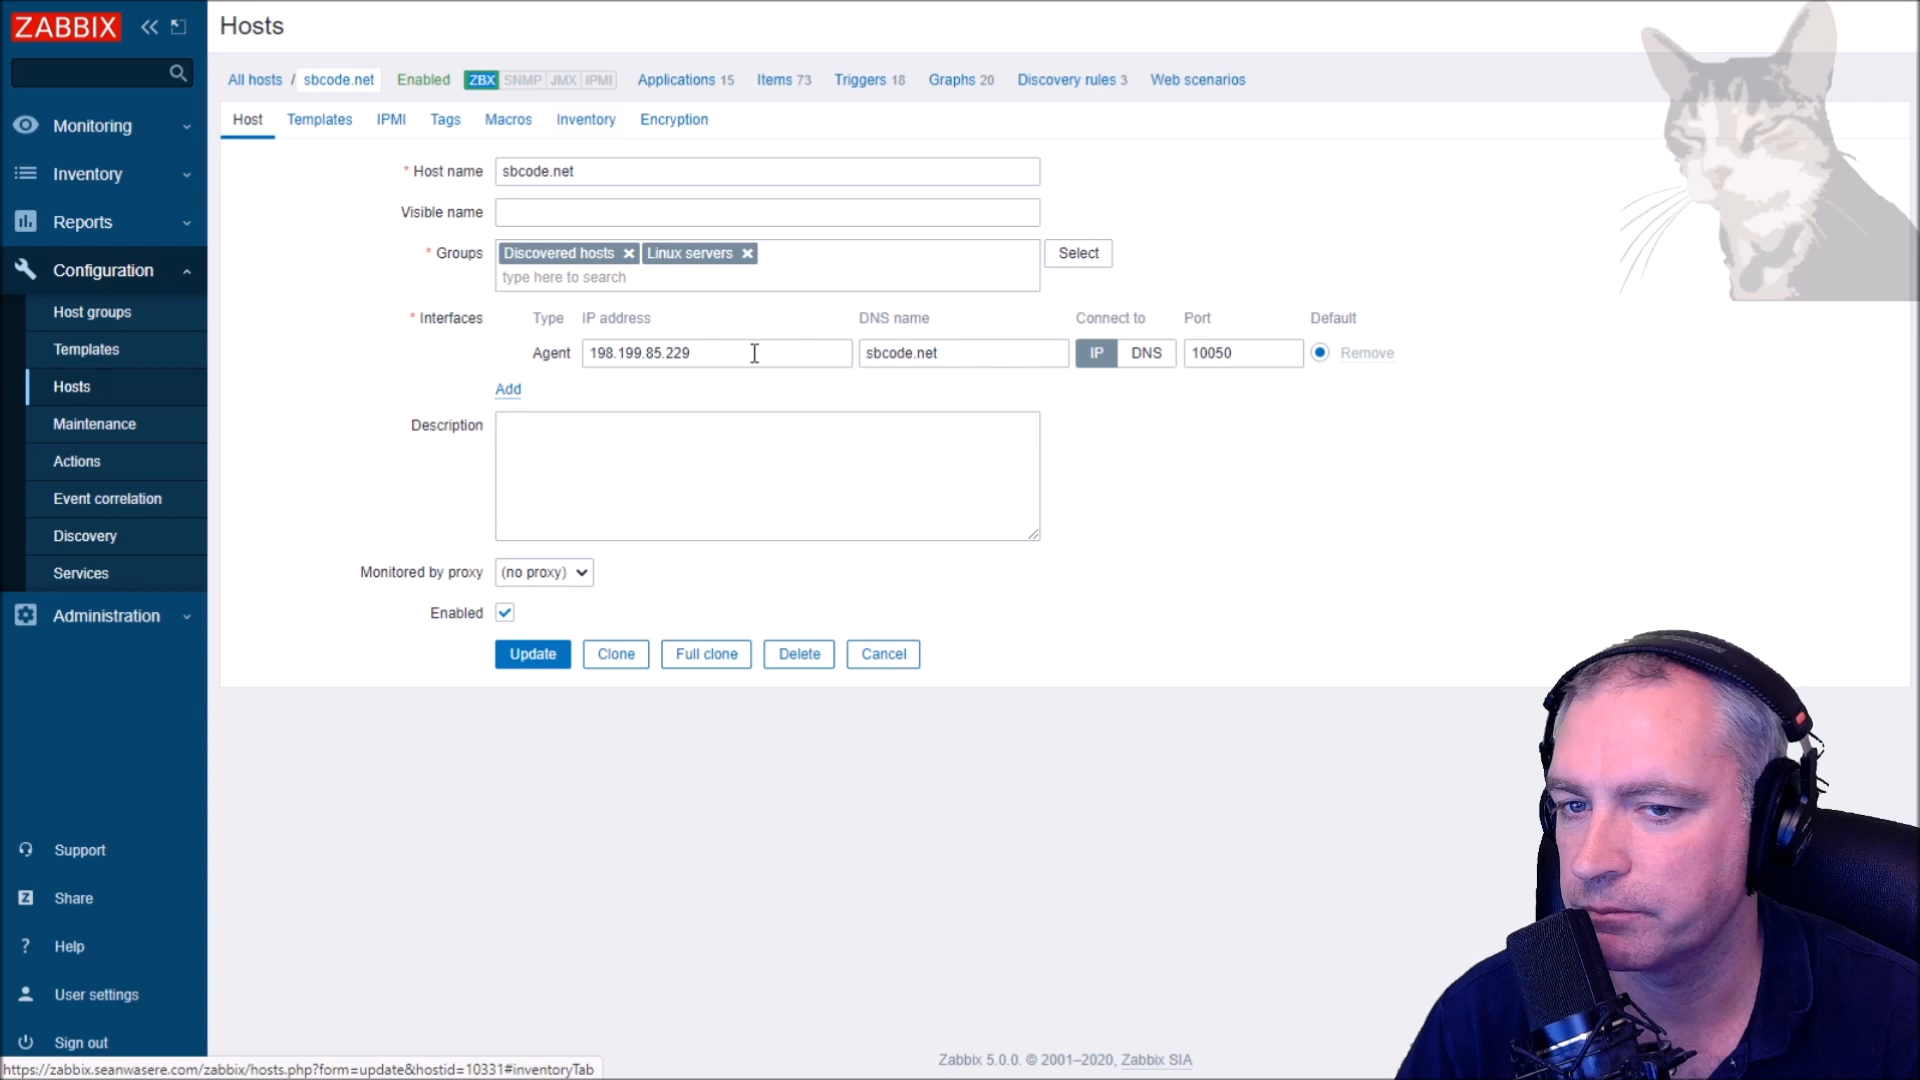 ZABBIX
Hosts
All hosts / sbcode.net Enabled ZBX SNMP JMX IPMI Applications 15 Items 73 Triggers 18 Graphs 20 Discovery rules 3 Web scenarios
Host Templates IPMI Tags Macros Inventory Encryption
Monitoring
Inventory
Reports
Configuration
Host groups
Templates
Hosts
Maintenance
Actions
Event correlation
Discovery
Services
Administration
Support
Share
Help
User settings
Sign out
* Host name sbcode.net
Visible name
* Groups Discovered hosts Linux servers Select
type here to search
* Interfaces Type IP address DNS name Connect to Port Default
Agent 198.199.85.229 sbcode.net IP DNS 10050 Remove
Add
Description
Monitored by proxy (no proxy)
Enabled
Update Clone Full clone Delete Cancel
Zabbix 5.0.0. © 2001–2020, Zabbix SIA
https://zabbix.seanwasere.com/zabbix/hosts.php?form=update&hostid=10331#inventoryTab